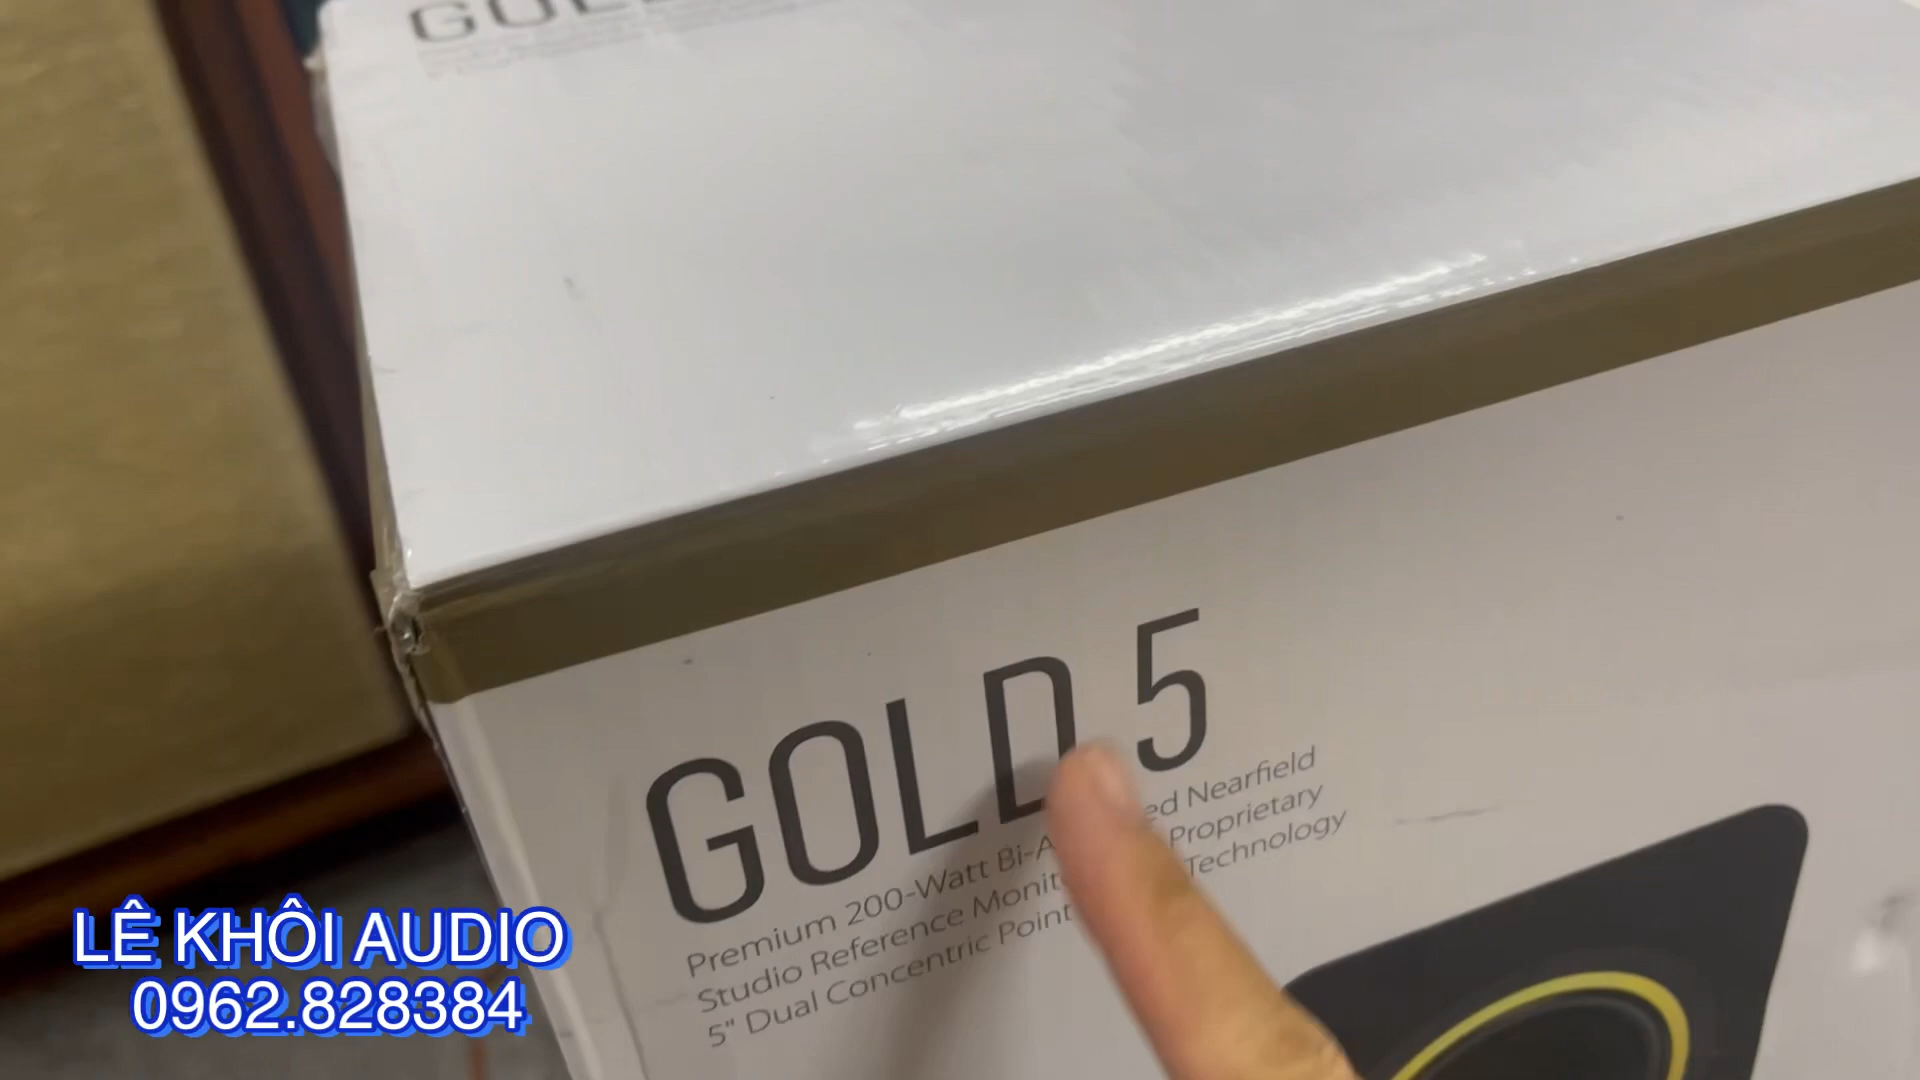 GOLD
GOLD 5
Premium 200-Watt Bi-A ed Nearfield
Studio Reference Monit Proprietary
5" Dual Concentric Point Technology
LÊ KHÔI AUDIO
0962.828384